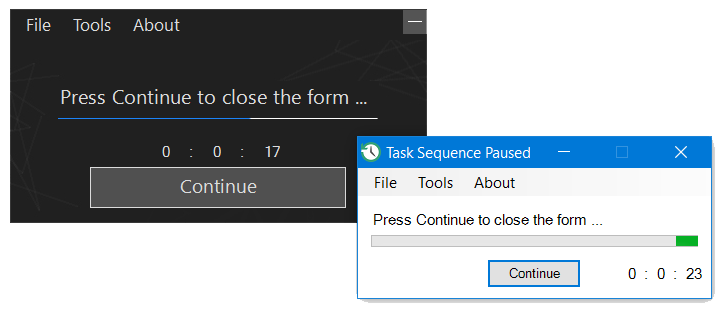 File Tools About
Press Continue to close the form ...
0 : 0 : 17
Continue
Task Sequence Paused
File Tools About
Press Continue to close the form ...
Continue 0 : 0 : 23